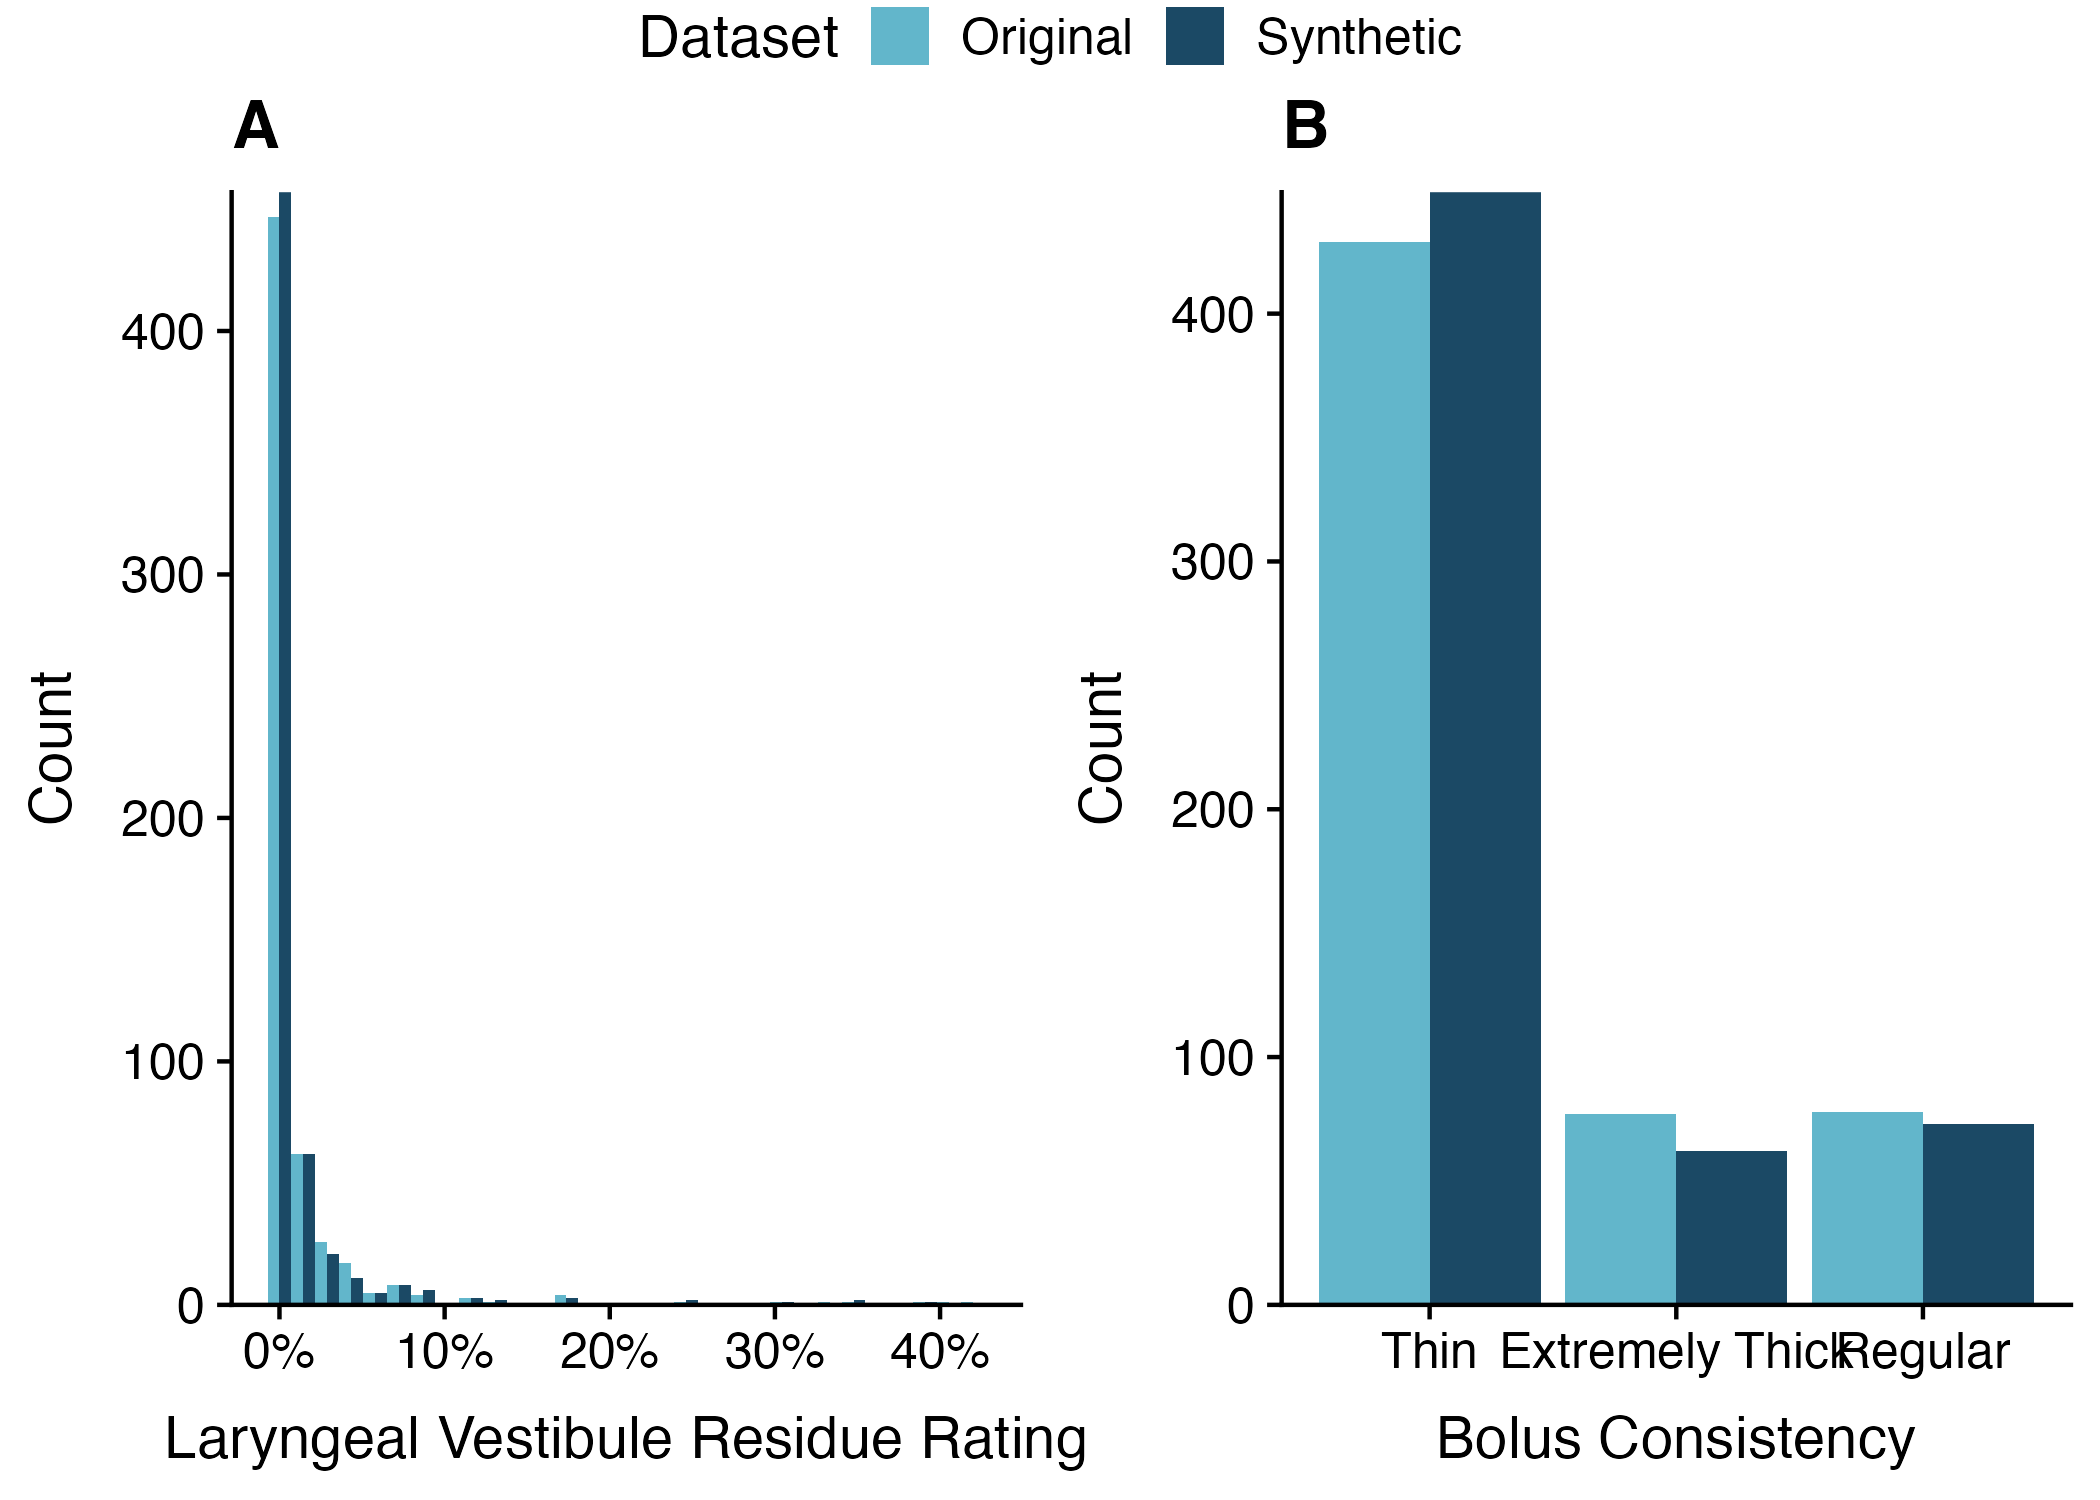 Dataset Original Synthetic
A
Count
400
300
200
100
0
0% 10% 20% 30% 40%
Laryngeal Vestibule Residue Rating
B
Count
400
300
200
100
0
Thin Extremely Thick Regular
Bolus Consistency